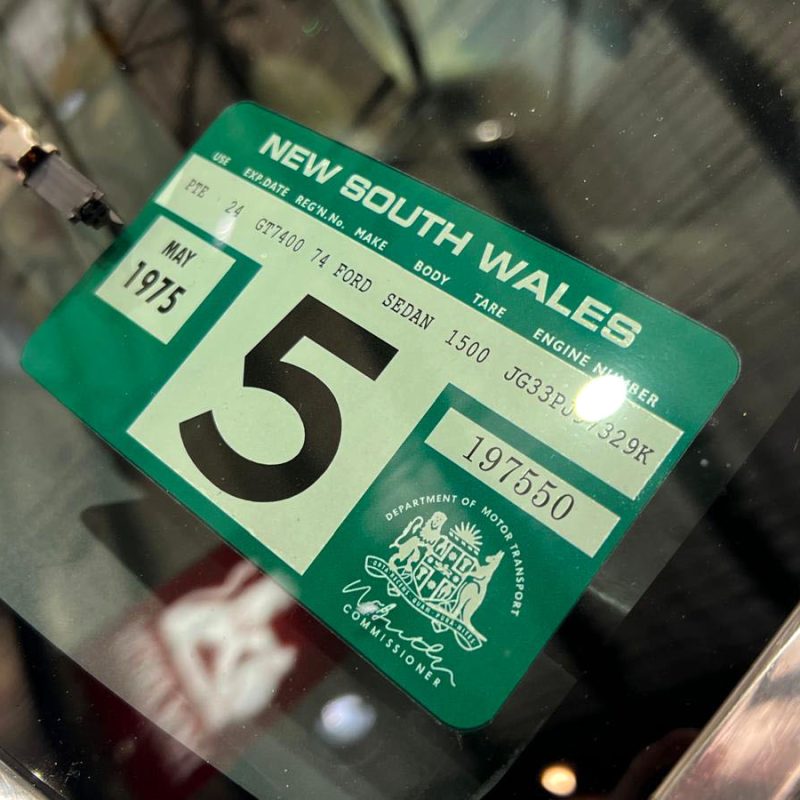 NEW SOUTH WALES
USE EXP.DATE REG'N.No. MAKE BODY TARE ENGINE NUMBER
PTE 24 GT7400 74 FORD SEDAN 1500
MAY
1975
5
197550
DEPARTMENT OF MOTOR TRANSPORT
COMMISSIONER